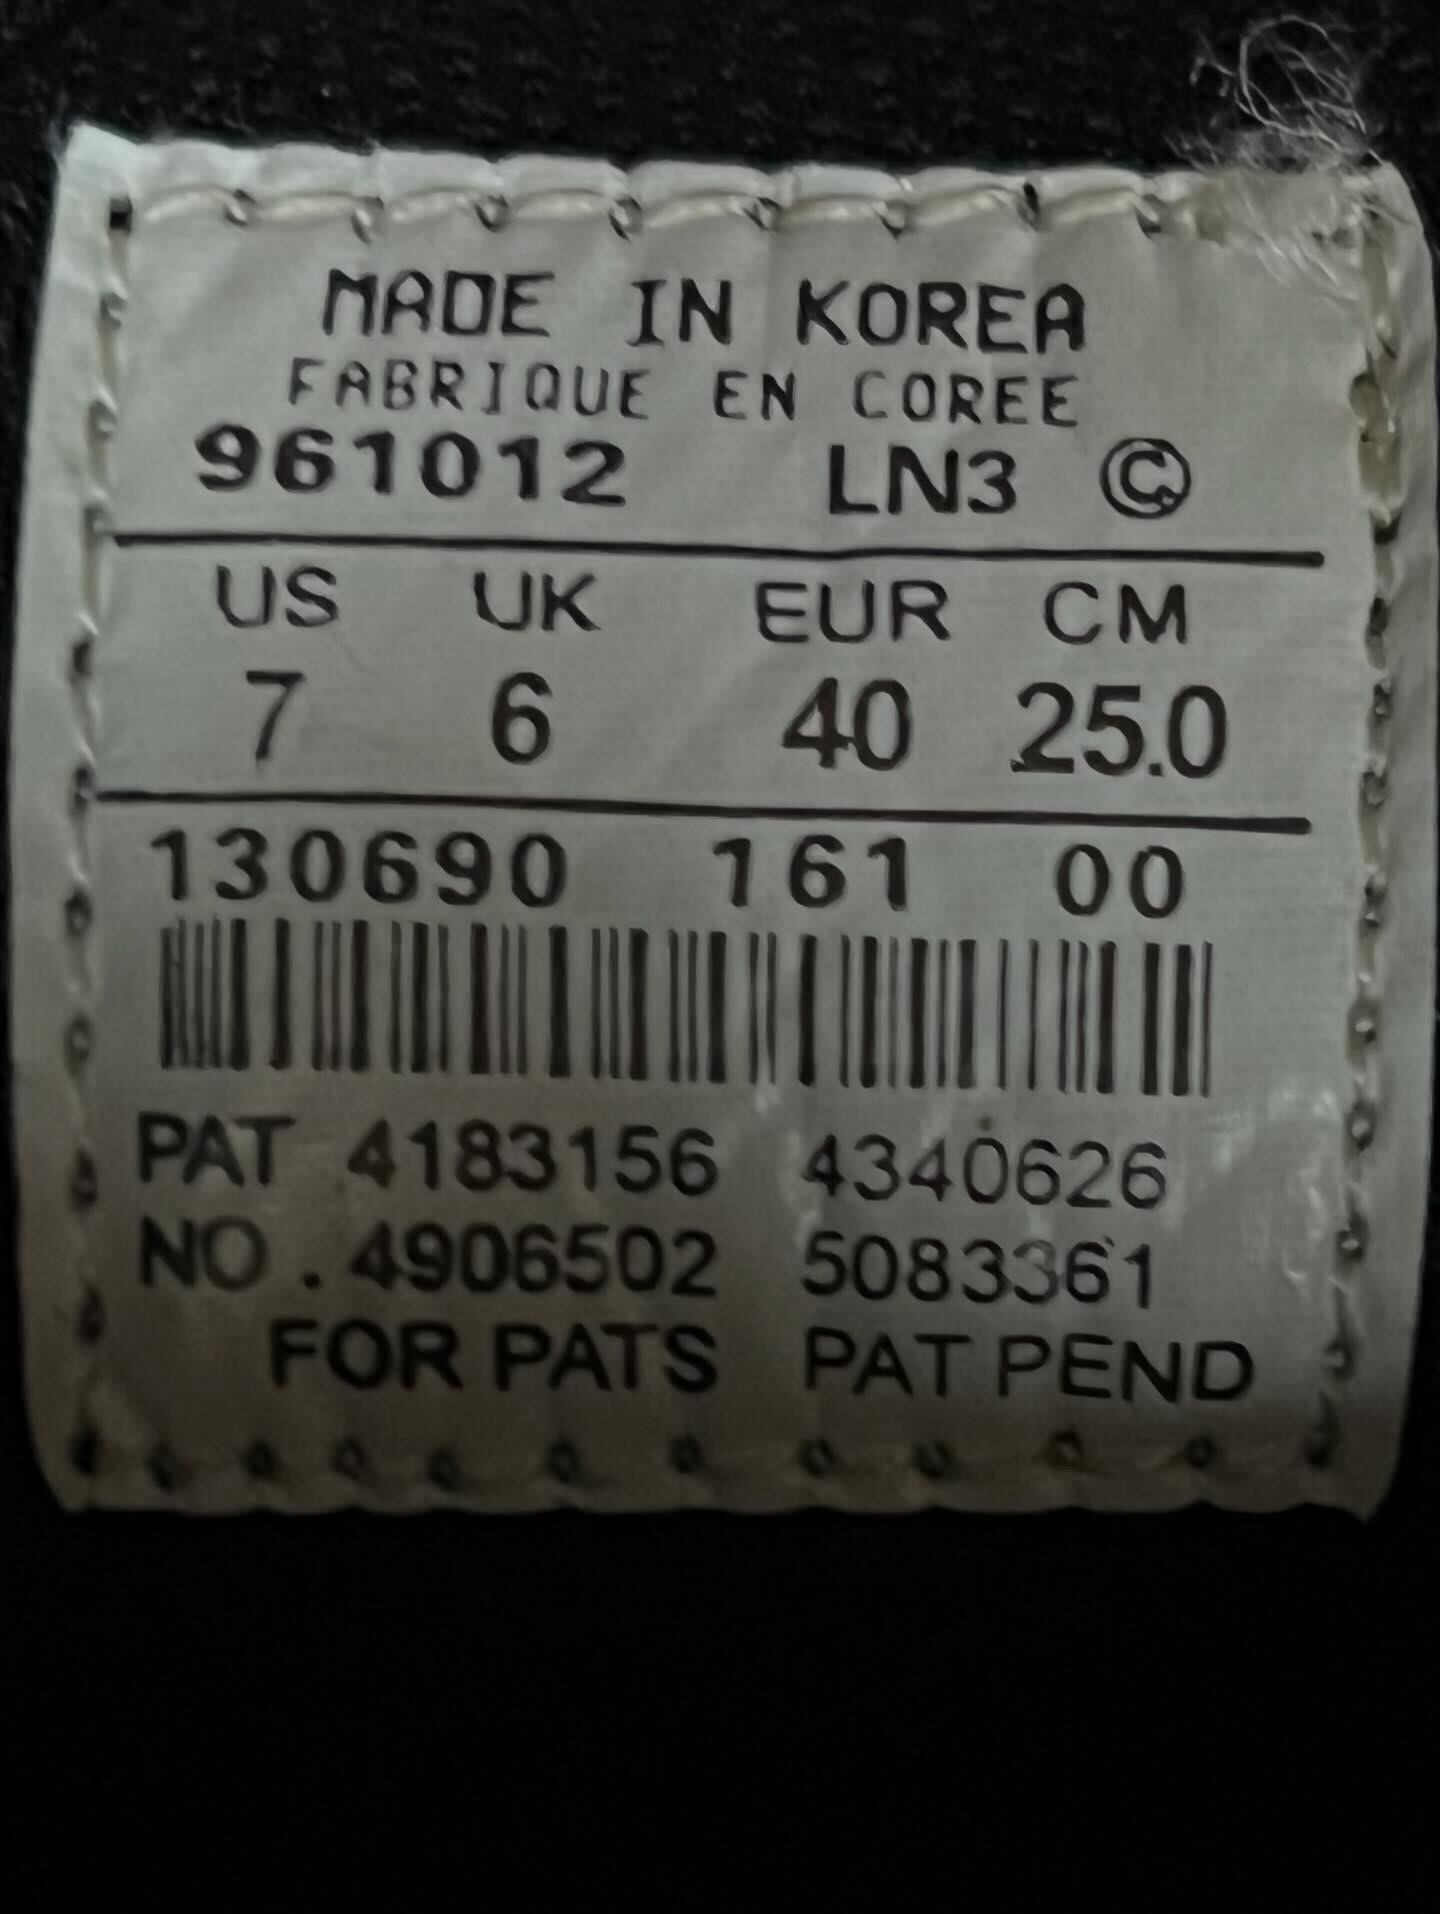 MADE IN KOREA
FABRIQUE EN COREE
961012 LN3 ©
US UK EUR CM
7 6 40 25.0
130690 161 00
PAT 4183156 4340626
NO. 4906502 5083361
FOR PATS PAT PEND